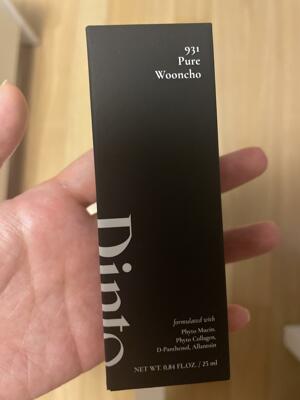 931
Pure
Wooncho
Dinto
formulated with
Phyto Mucin,
Phyto Collagen,
D-Panthenol, Allantoin
NET WT. 0.84 FL.OZ. / 25 ml